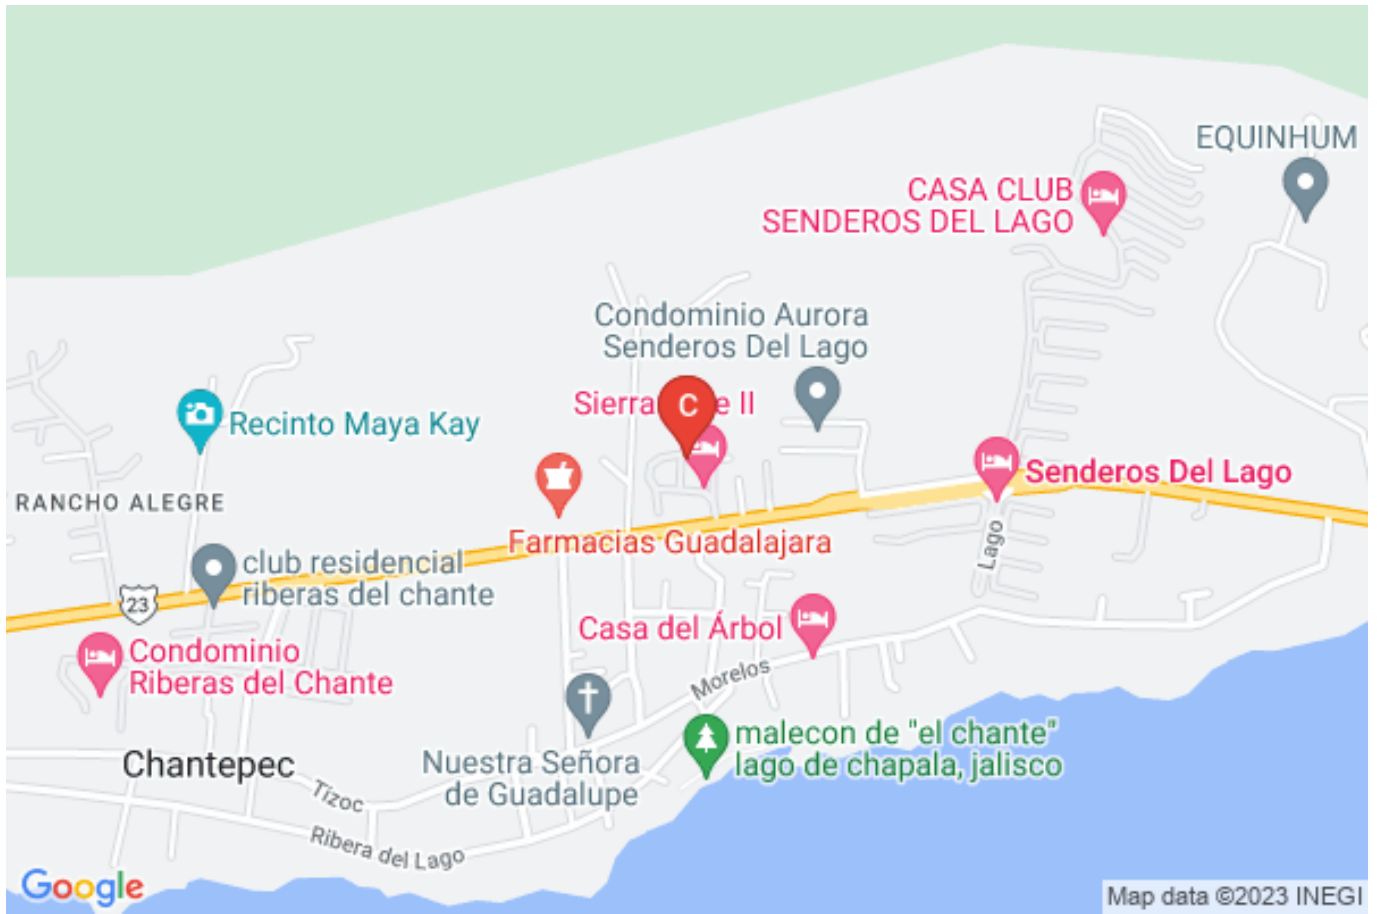 EQUINHUM
CASA CLUB
SENDEROS DEL LAGO
Condominio Aurora
Senderos Del Lago
Sierra
e II
C
Recinto Maya Kay
Senderos Del Lago
RANCHO ALEGRE
Farmacias Guadalajara
Lago
club residencial
riberas del chante
23
Casa del Árbol
Condominio
Riberas del Chante
Morelos
malecon de "el chante"
lago de chapala, jalisco
Nuestra Señora
de Guadalupe
Chantepec
Tizoc
Ribera del Lago
Google
Map data ©2023 INEGI